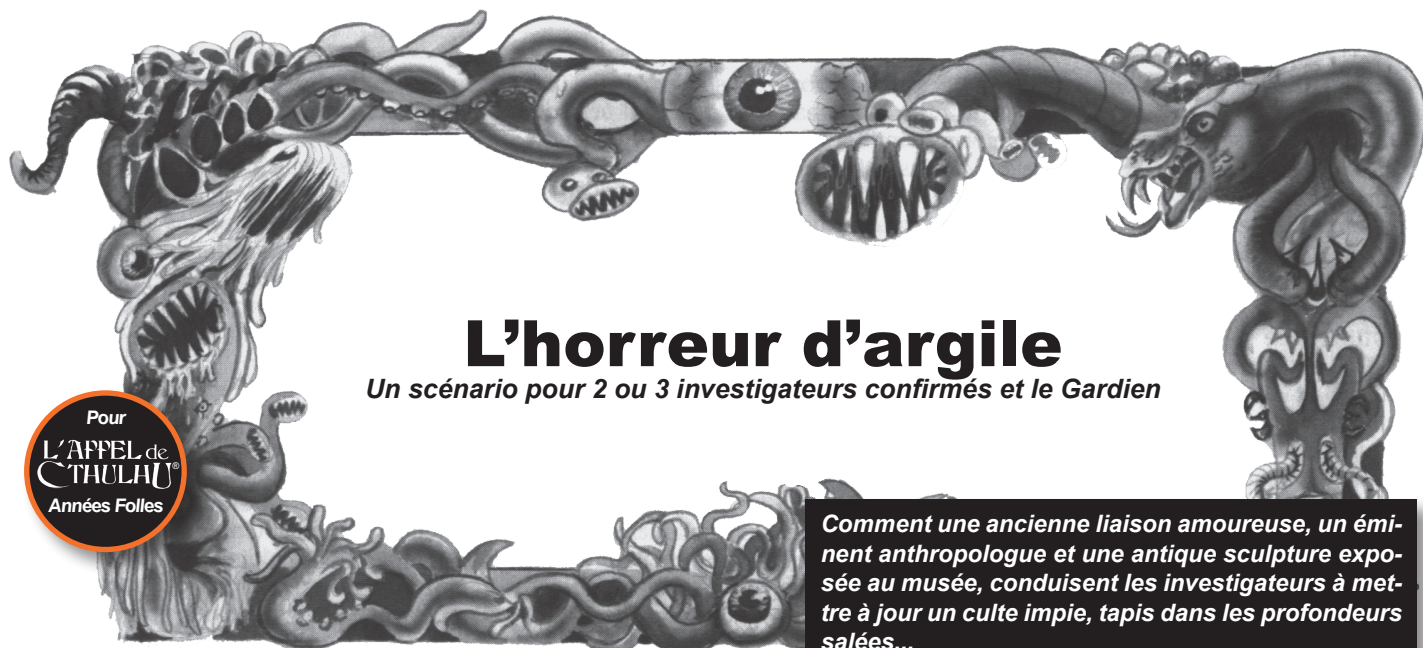 L’horreur d’argile
Un scénario pour 2 ou 3 investigateurs confirmés et le Gardien
Pour
L’APPEL de
CTHULHU®
Années Folles
Comment une ancienne liaison amoureuse, un émi-
nent anthropologue et une antique sculpture expo-
sée au musée, conduisent les investigateurs à met-
tre à jour un culte impie, tapis dans les profondeurs
salées...